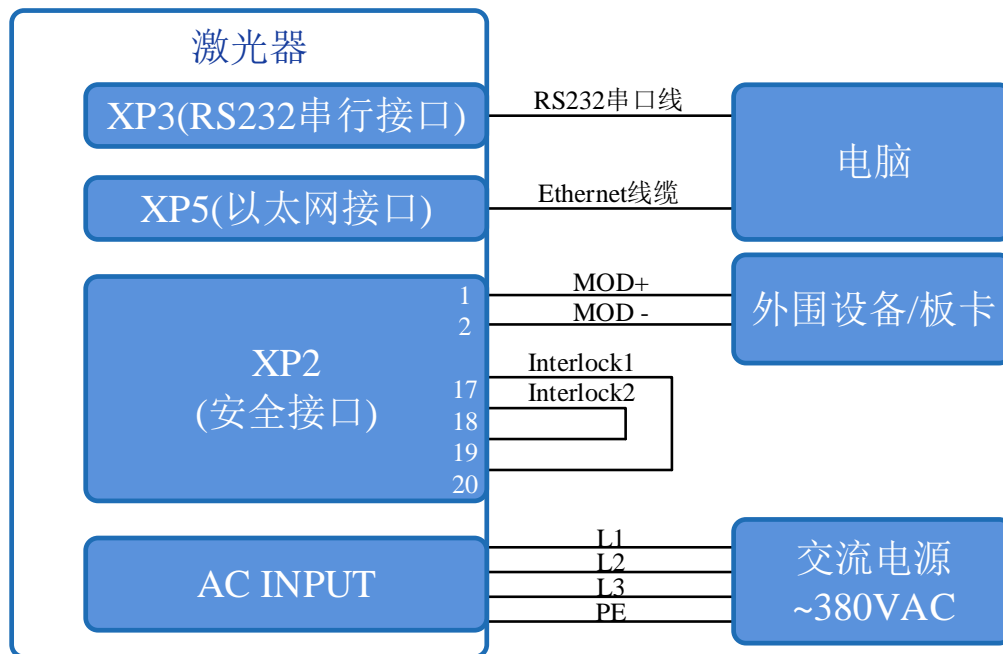 激光器
XP3(RS232串行接口)
RS232串口线
电脑
XP5(以太网接口)
Ethernet线缆
XP2
(安全接口)
1
2
17
18
19
20
MOD+
MOD -
外围设备/板卡
Interlock1
Interlock2
AC INPUT
L1
L2
L3
PE
交流电源
~380VAC